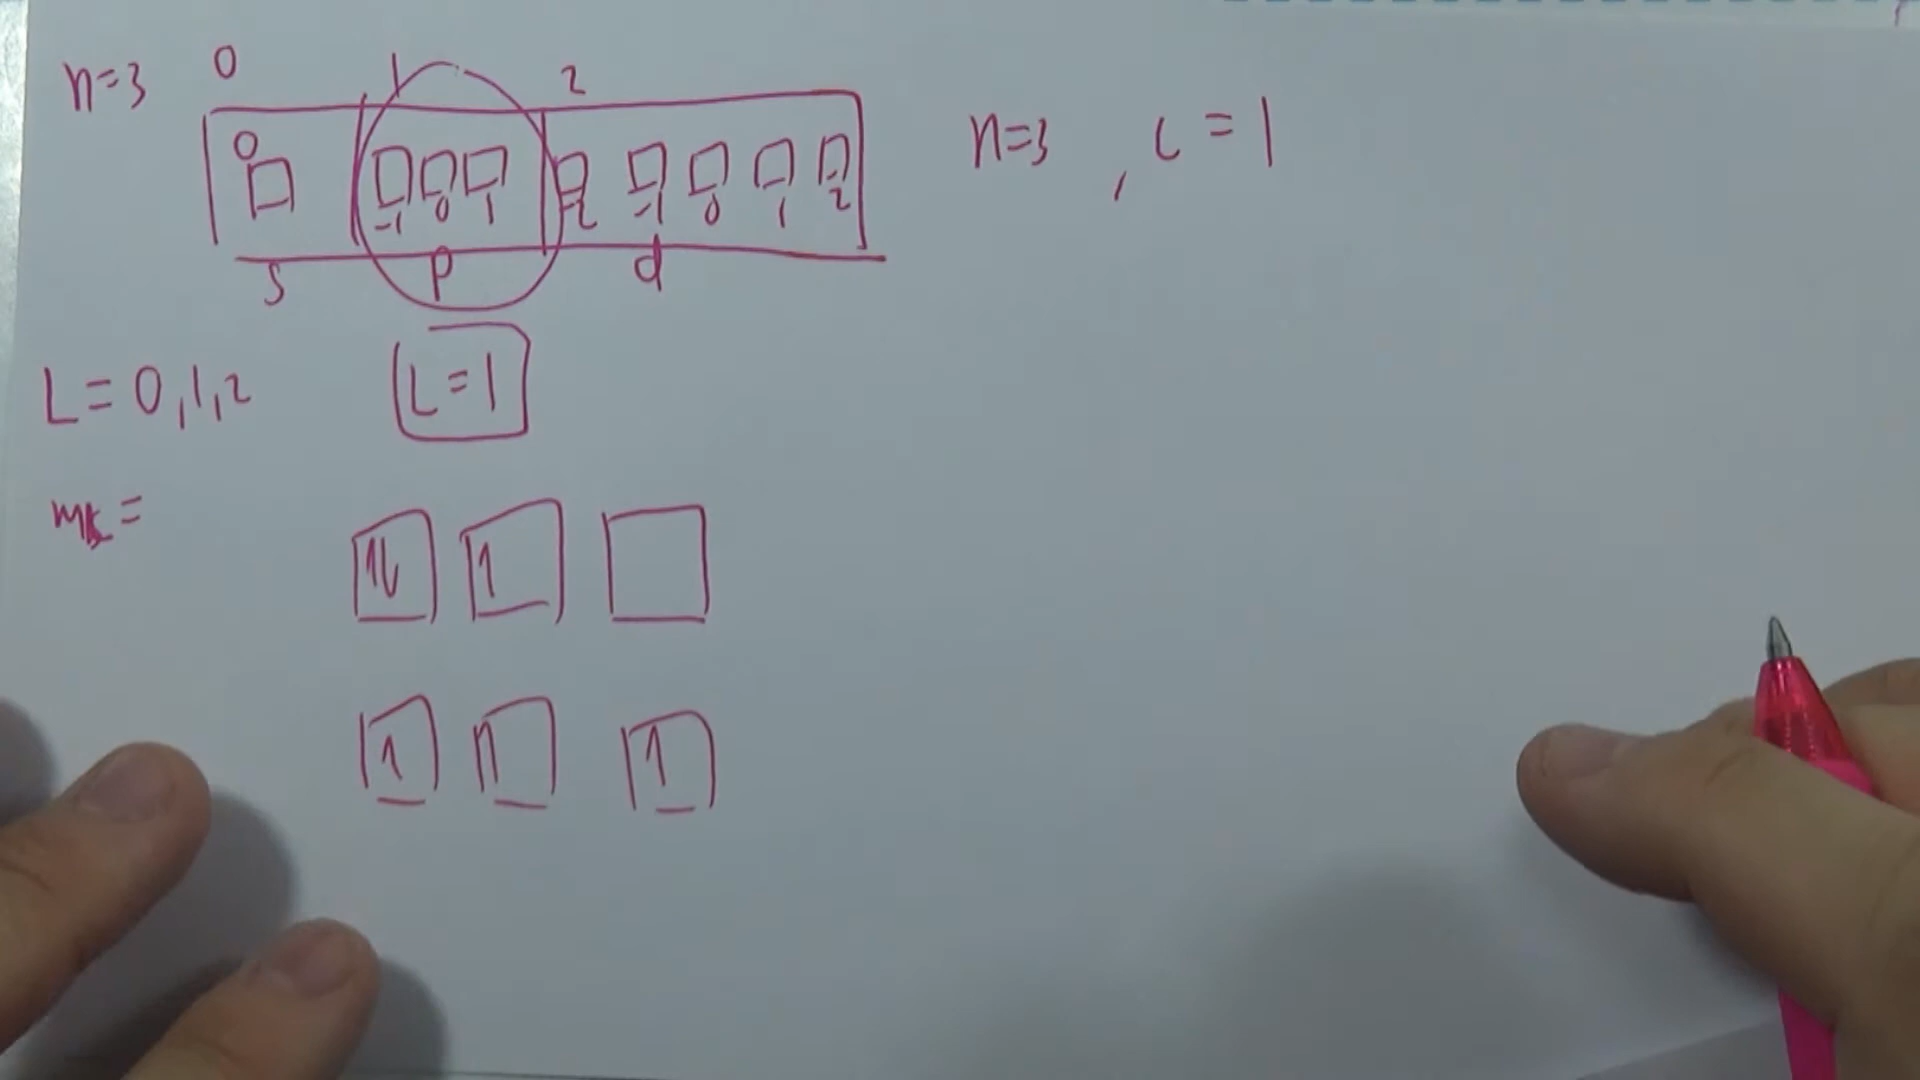 n=3 0 1 2
0
-1 0 1 -2 -1 0 1 2
s p d
n=3 , L=1
L=0,1,2
L=1
mL=
1L 1
1 1 1